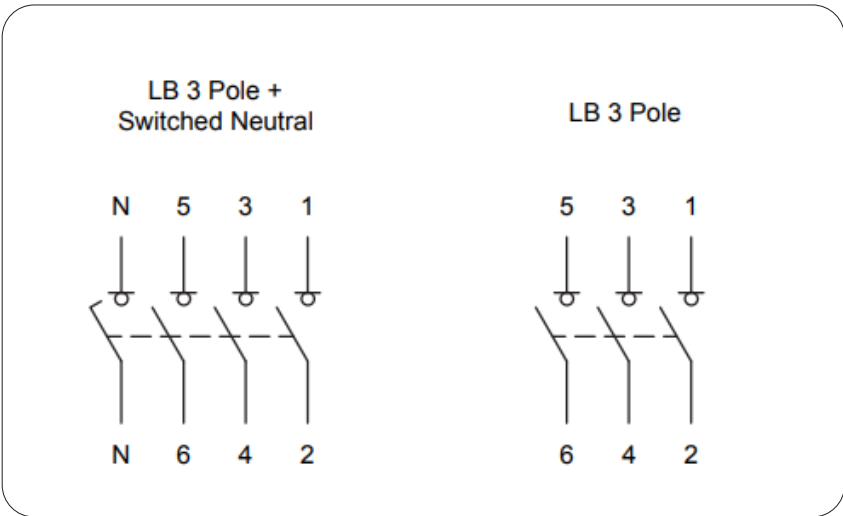 LB 3 Pole +
Switched Neutral
N 5 3 1
N 6 4 2
LB 3 Pole
5 3 1
6 4 2